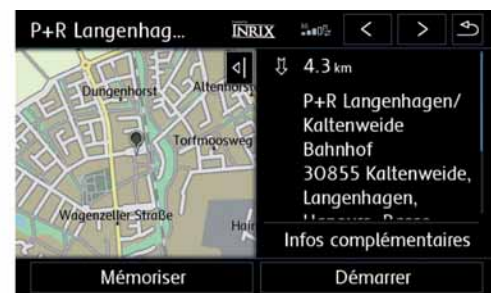 P+R Langenhag... INRIX < >
Dungenhorst
Altenhorst
Torfmoosweg
Wagenzeller Straße
Hair
4.3 km
P+R Langenhagen/
Kaltenweide
Bahnhof
30855 Kaltenweide,
Langenhagen,
Infos complémentaires
Mémoriser
Démarrer